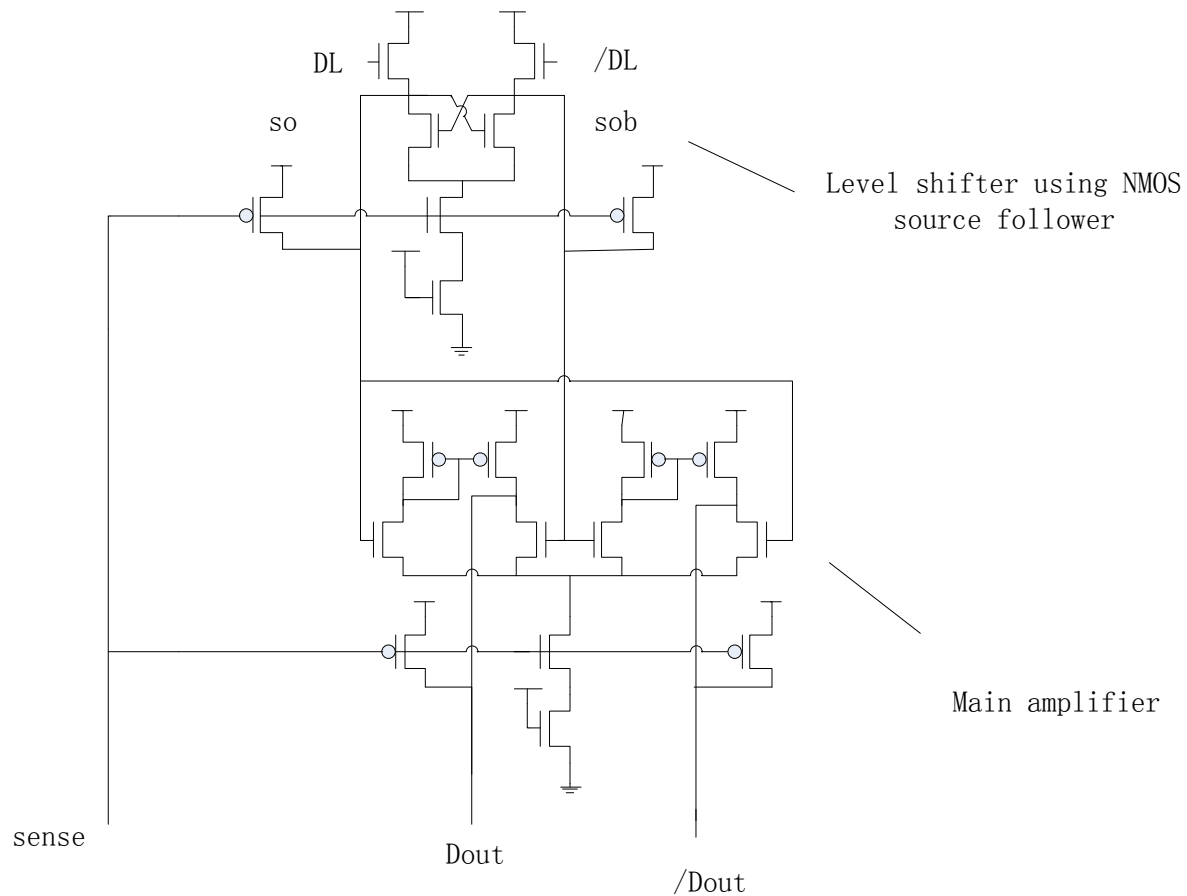 DL
/DL
so
sob
Level shifter using NMOS
source follower
Main amplifier
sense
Dout
/Dout